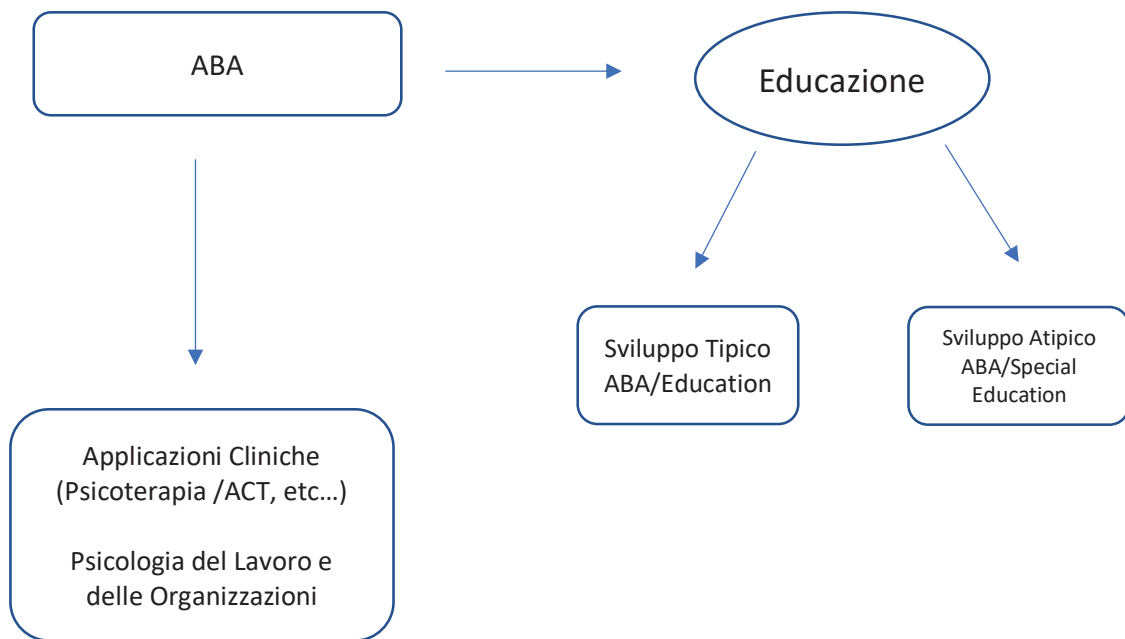 ABA
Educazione
Sviluppo Tipico
ABA/Education
Sviluppo Atipico
ABA/Special
Education
Applicazioni Cliniche
(Psicoterapia /ACT, etc…)
Psicologia del Lavoro e
delle Organizzazioni